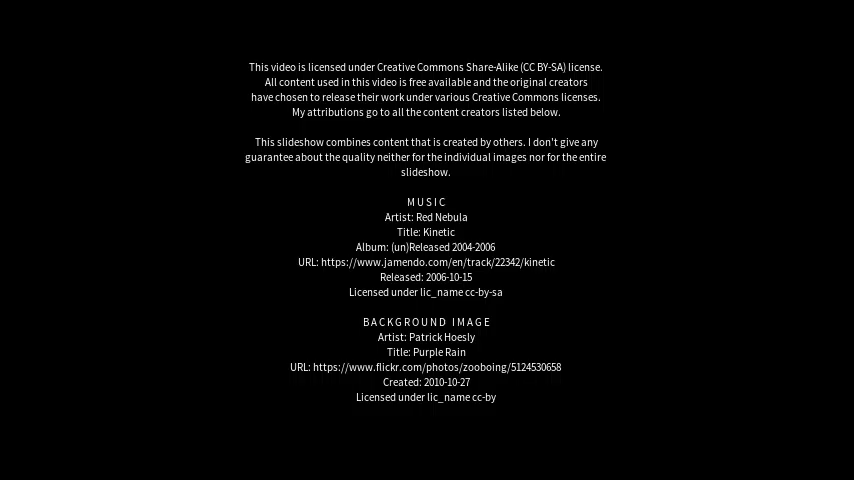 This video is licensed under Creative Commons Share-Alike (CC BY-SA) license.
All content used in this video is free available and the original creators
have chosen to release their work under various Creative Commons licenses.
My attributions go to all the content creators listed below.
This slideshow combines content that is created by others. I don't give any
guarantee about the quality neither for the individual images nor for the entire
slideshow.
MUSIC
Artist: Red Nebula
Title: Kinetic
Album: (un)Released 2004-2006
URL: https://www.jamendo.com/en/track/22342/kinetic
Released: 2006-10-15
Licensed under lic_name cc-by-sa
BACKGROUND IMAGE
Artist: Patrick Hoesly
Title: Purple Rain
URL: https://www.flickr.com/photos/zooboing/5124530658
Created: 2010-10-27
Licensed under lic_name cc-by